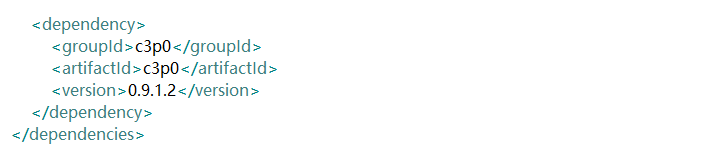 <dependency>
<groupId>c3p0</groupId>
<artifactId>c3p0</artifactId>
<version>0.9.1.2</version>
</dependency>
</dependencies>